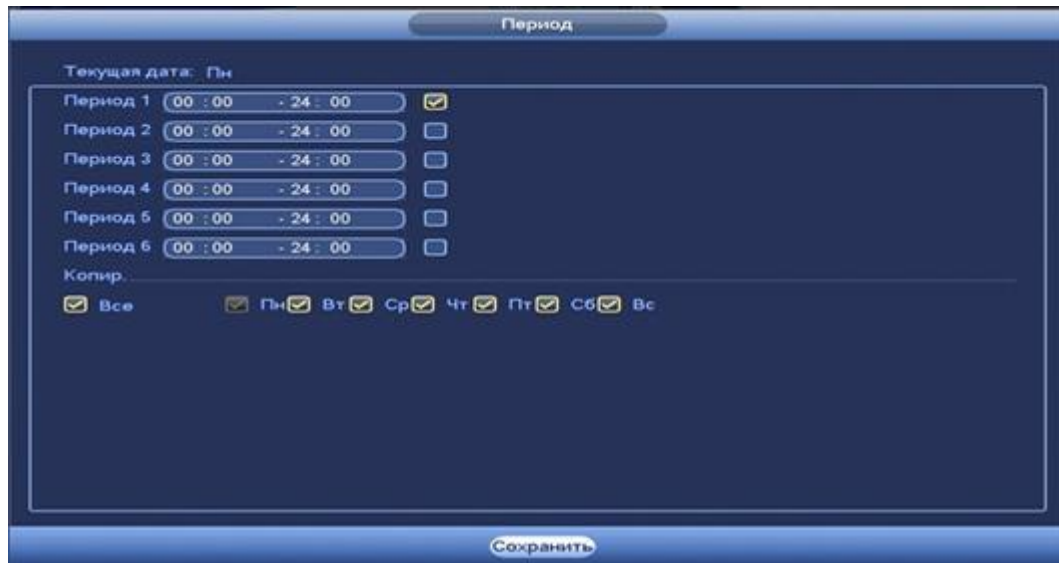 Период
Текущая дата: Пн
Период 1 00 : 00 - 24 : 00
Период 2 00 : 00 - 24 : 00
Период 3 00 : 00 - 24 : 00
Период 4 00 : 00 - 24 : 00
Период 5 00 : 00 - 24 : 00
Период 6 00 : 00 - 24 : 00
Копир.
Все Пн Вт Ср Чт Пт Сб Вс
Сохранить